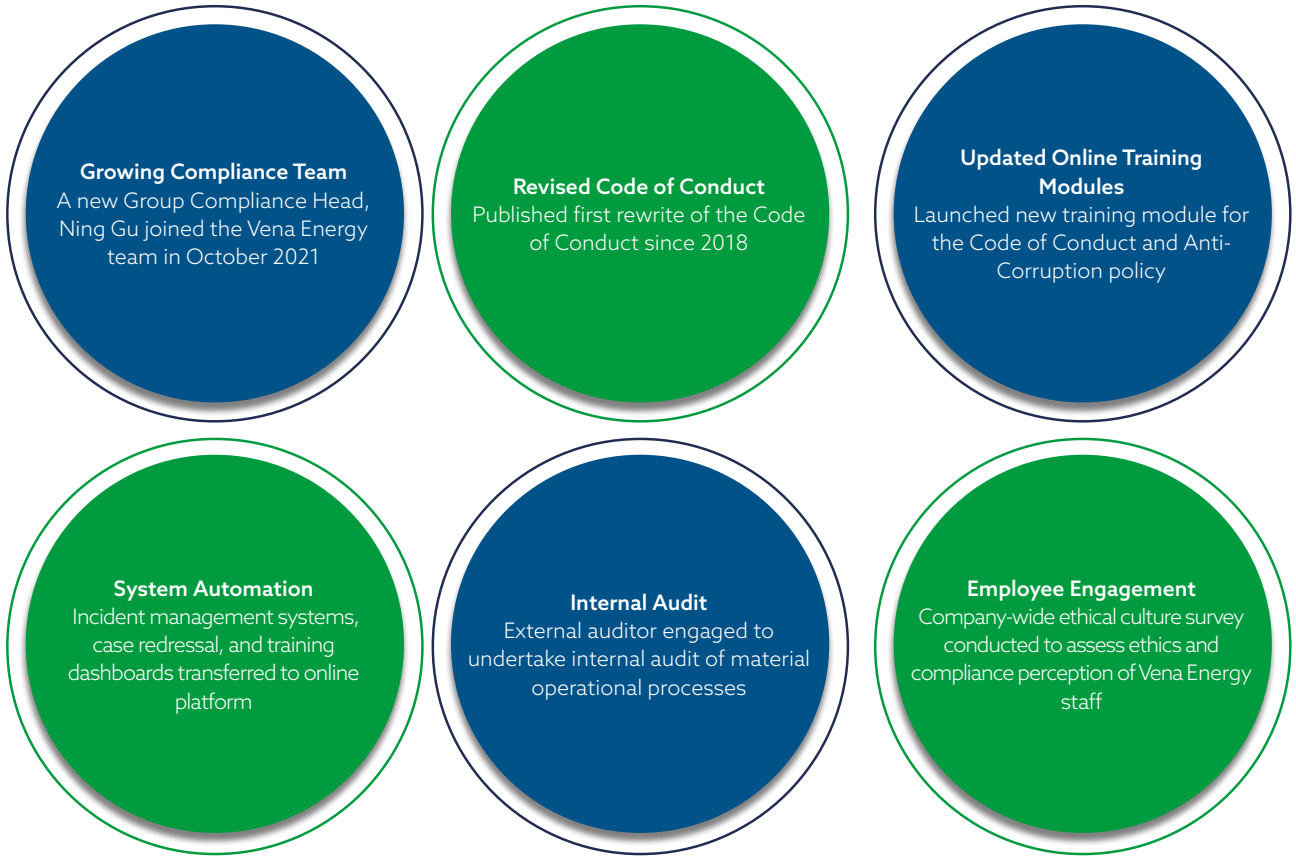 Growing Compliance Team
A new Group Compliance Head,
Ning Gu joined the Vena Energy
team in October 2021
Revised Code of Conduct
Published first rewrite of the Code
of Conduct since 2018
Updated Online Training
Modules
Launched new training module for
the Code of Conduct and Anti-
Corruption policy
System Automation
Incident management systems,
case redressal, and training
dashboards transferred to online
platform
Internal Audit
External auditor engaged to
undertake internal audit of material
operational processes
Employee Engagement
Company-wide ethical culture survey
conducted to assess ethics and
compliance perception of Vena Energy
staff